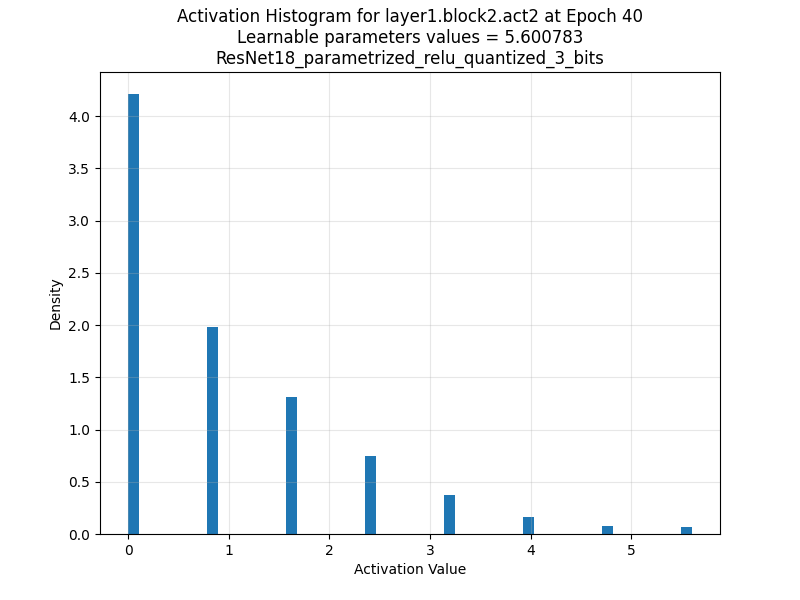 Activation Histogram for layer1.block2.act2 at Epoch 40
Learnable parameters values = 5.600783
ResNet18_parametrized_relu_quantized_3_bits
4.0
3.5
3.0
2.5
2.0
1.5
1.0
0.5
0.0
Density
0 1 2 3 4 5
Activation Value